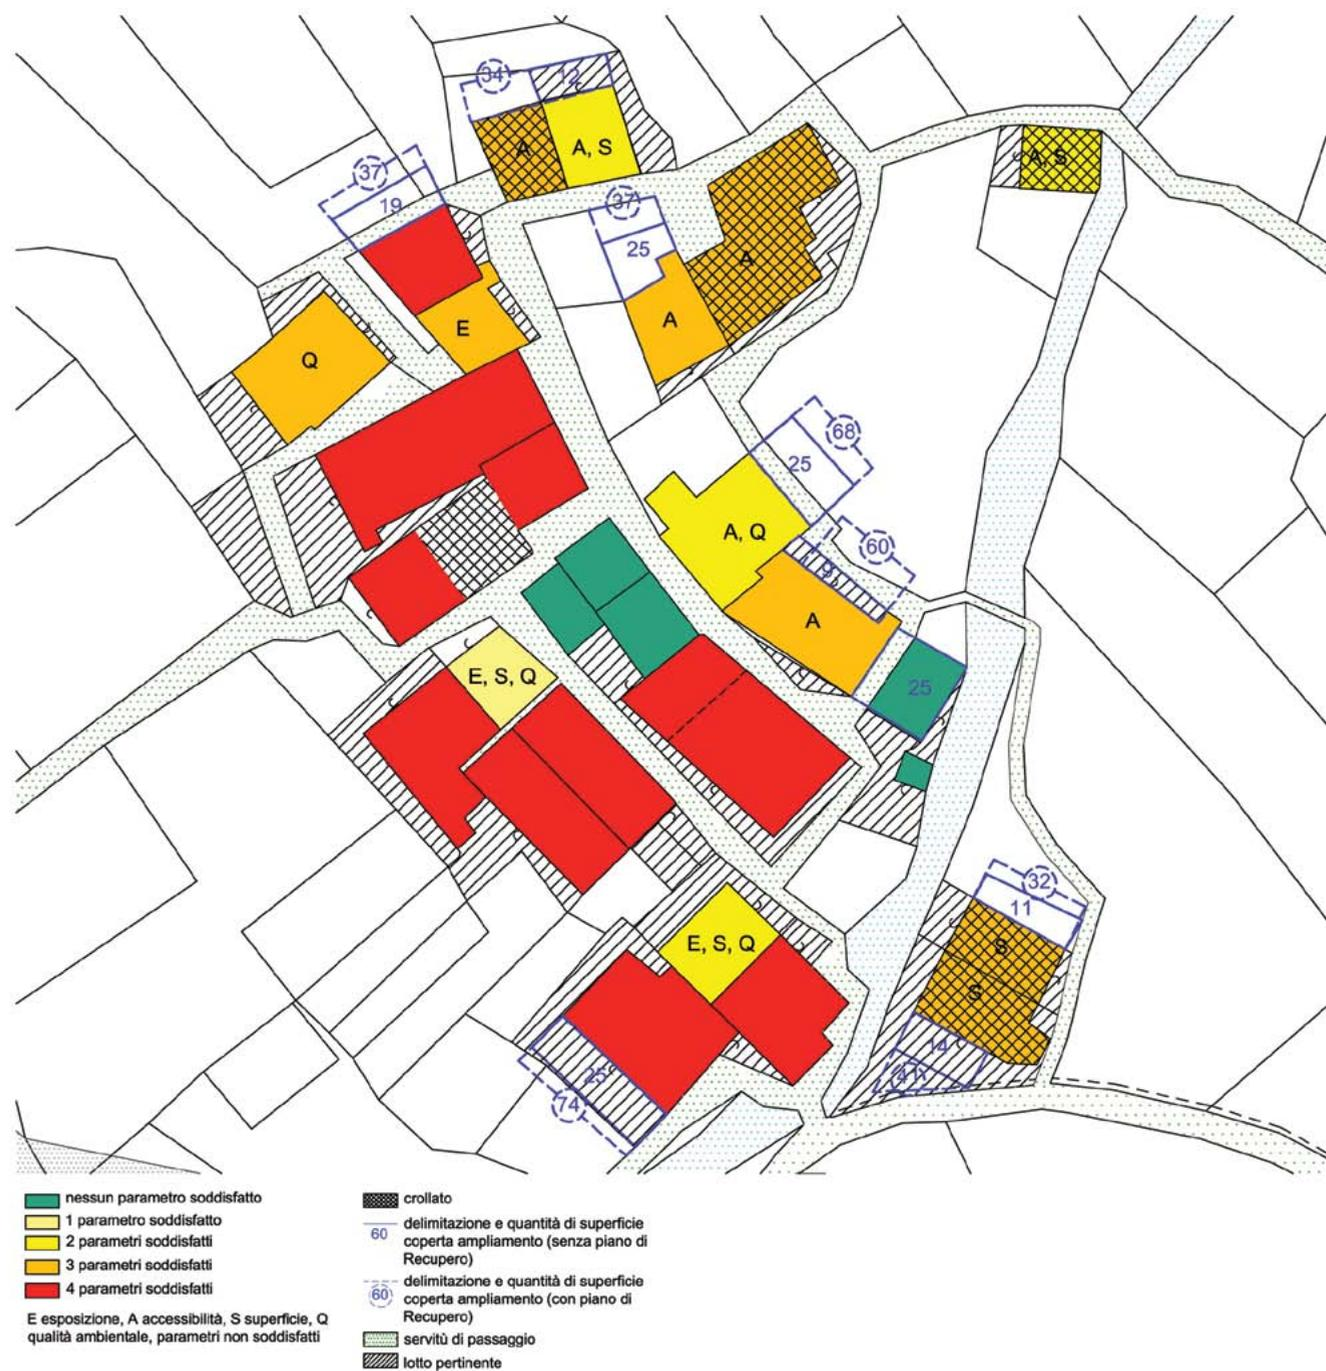 34
12
A
A, S
A, S
37
19
37
25
A
A
E
Q
68
25
A, Q
60
9
A
25
E, S, Q
32
11
S
S
E, S, Q
14
41
25
74
nessun parametro soddisfatto
1 parametro soddisfatto
2 parametri soddisfatti
3 parametri soddisfatti
4 parametri soddisfatti
E esposizione, A accessibilità, S superficie, Q
qualità ambientale, parametri non soddisfatti
crollato
60
delimitazione e quantità di superficie
coperta ampliamento (senza piano di
Recupero)
60
delimitazione e quantità di superficie
coperta ampliamento (con piano di
Recupero)
servitù di passaggio
lotto pertinente